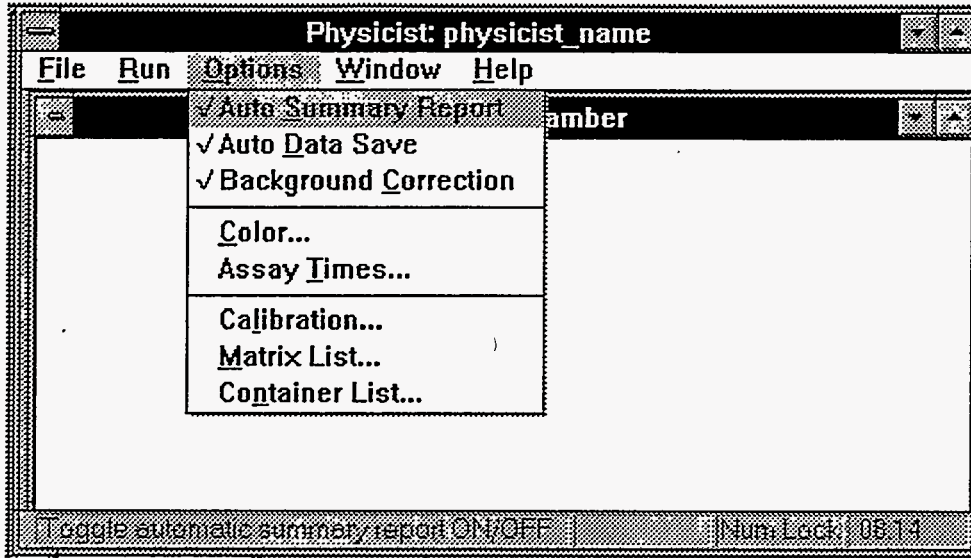 Physicist: physicist_name
File Run Options Window Help
amber
√Auto Summary Report
√Auto Data Save
√Background Correction
Color...
Assay Times...
Calibration...
Matrix List...
Container List...
Toggle automatic summary report ON/OFF Num Lock 08:14